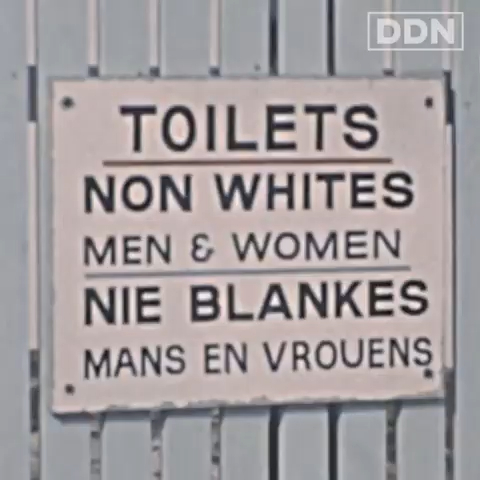 DDN
TOILETS
NON WHITES
MEN & WOMEN
NIE BLANKES
MANS EN VROUENS